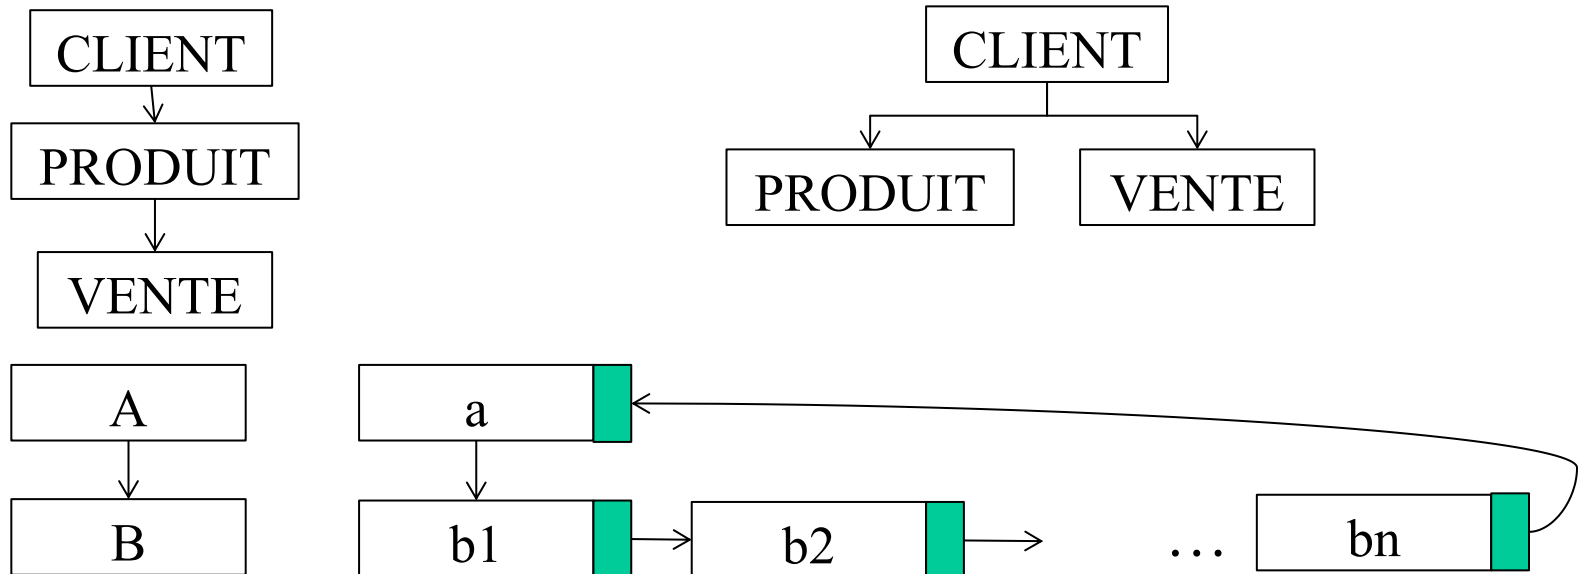 CLIENT
PRODUIT
VENTE
CLIENT
PRODUIT
VENTE
A
B
a
b1
b2
...
bn